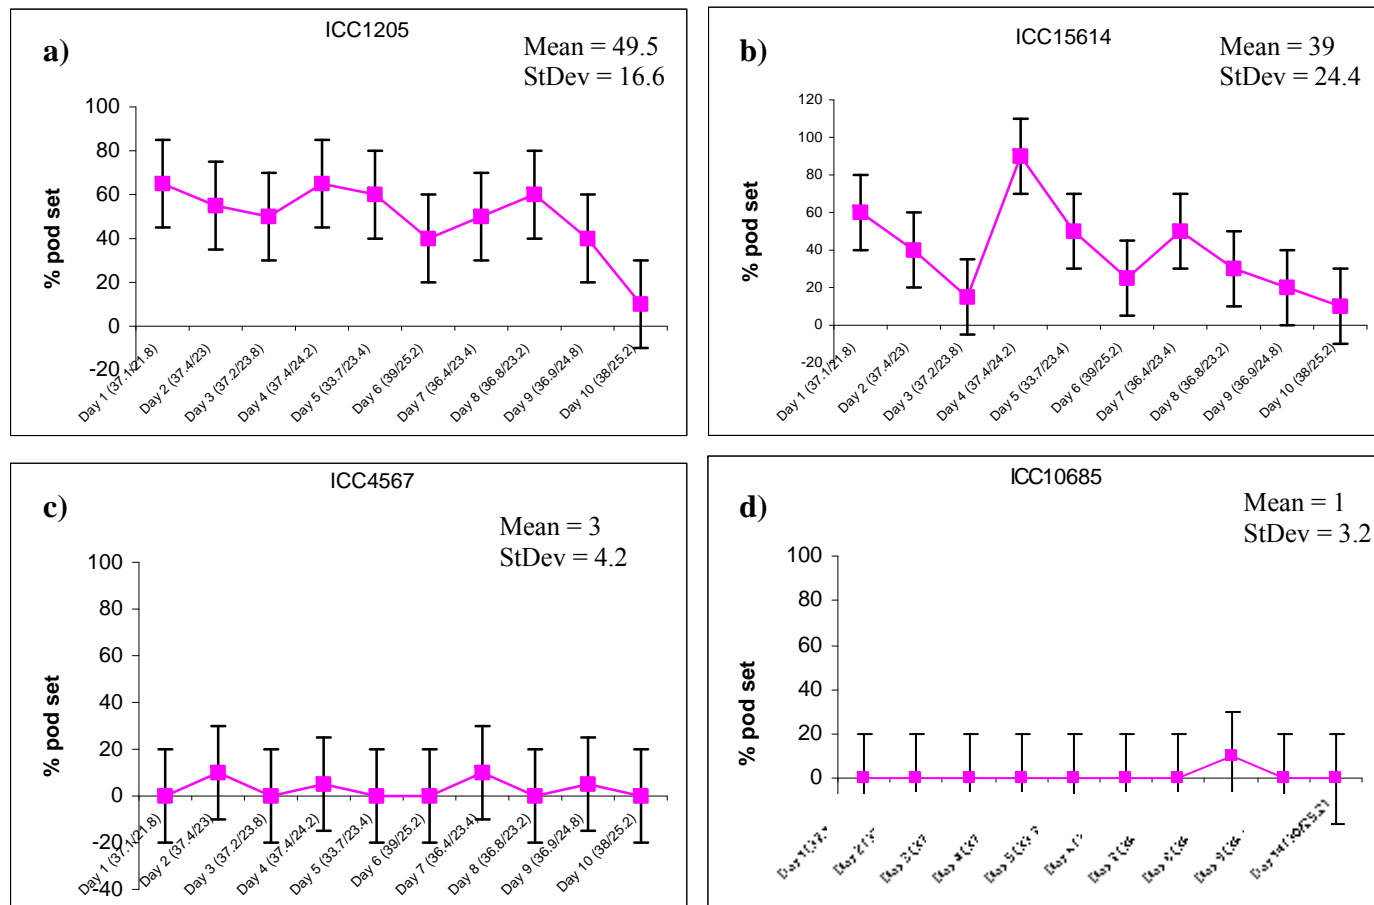 a)
ICC1205
Mean = 49.5
StDev = 16.6
% pod set
100
80
60
40
20
0
-20
Day 1 (37.1/21.8)
Day 2 (37.4/23)
Day 3 (37.2/23.8)
Day 4 (37.4/24.2)
Day 5 (33.7/23.4)
Day 6 (39/25.2)
Day 7 (36.4/23.4)
Day 8 (36.8/23.2)
Day 9 (36.9/24.8)
Day 10 (38/25.2)
b)
ICC15614
Mean = 39
StDev = 24.4
% pod set
120
100
80
60
40
20
0
-20
Day 1 (37.1/21.8)
Day 2 (37.4/23)
Day 3 (37.2/23.8)
Day 4 (37.4/24.2)
Day 5 (33.7/23.4)
Day 6 (39/25.2)
Day 7 (36.4/23.4)
Day 8 (36.8/23.2)
Day 9 (36.9/24.8)
Day 10 (38/25.2)
c)
ICC4567
Mean = 3
StDev = 4.2
% pod set
100
80
60
40
20
0
-20
-40
Day 1 (37.1/21.8)
Day 2 (37.4/23)
Day 3 (37.2/23.8)
Day 4 (37.4/24.2)
Day 5 (33.7/23.4)
Day 6 (39/25.2)
Day 7 (36.4/23.4)
Day 8 (36.8/23.2)
Day 9 (36.9/24.8)
Day 10 (38/25.2)
d)
ICC10685
Mean = 1
StDev = 3.2
% pod set
100
80
60
40
20
0